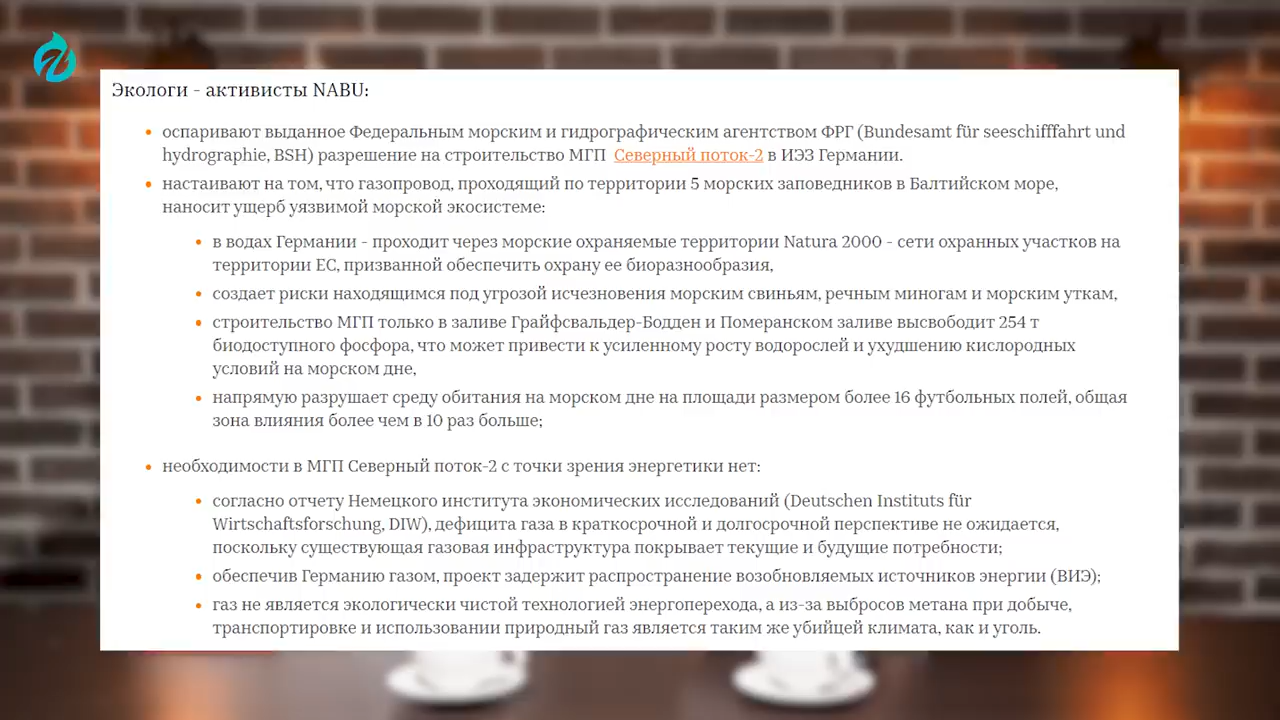 Экологи - активисты NABU:
оспаривают выданное Федеральным морским и гидрографическим агентством ФРГ (Bundesamt für seeschifffahrt und
hydrographie, BSH) разрешение на строительство МГП Северный поток-2 в ИЭЗ Германии.
настаивают на том, что газопровод, проходящий по территории 5 морских заповедников в Балтийском море,
наносит ущерб уязвимой морской экосистеме:
в водах Германии - проходит через морские охраняемые территории Natura 2000 - сети охранных участков на
территории ЕС, призванной обеспечить охрану ее биоразнообразия,
создает риски находящимся под угрозой исчезновения морским свиньям, речным миногам и морским уткам,
строительство МГП только в заливе Грайфсвальдер-Бодден и Померанском заливе высвободит 254 т
биодоступного фосфора, что может привести к усиленному росту водорослей и ухудшению кислородных
условий на морском дне,
напрямую разрушает среду обитания на морском дне на площади размером более 16 футбольных полей, общая
зона влияния более чем в 10 раз больше;
необходимости в МГП Северный поток-2 с точки зрения энергетики нет:
согласно отчету Немецкого института экономических исследований (Deutschen Instituts für
Wirtschaftsforschung, DIW), дефицита газа в краткосрочной и долгосрочной перспективе не ожидается,
поскольку существующая газовая инфраструктура покрывает текущие и будущие потребности;
обеспечив Германию газом, проект задержит распространение возобновляемых источников энергии (ВИЭ);
газ не является экологически чистой технологией энергоперехода, а из-за выбросов метана при добыче,
транспортировке и использовании природный газ является таким же убийцей климата, как и уголь.